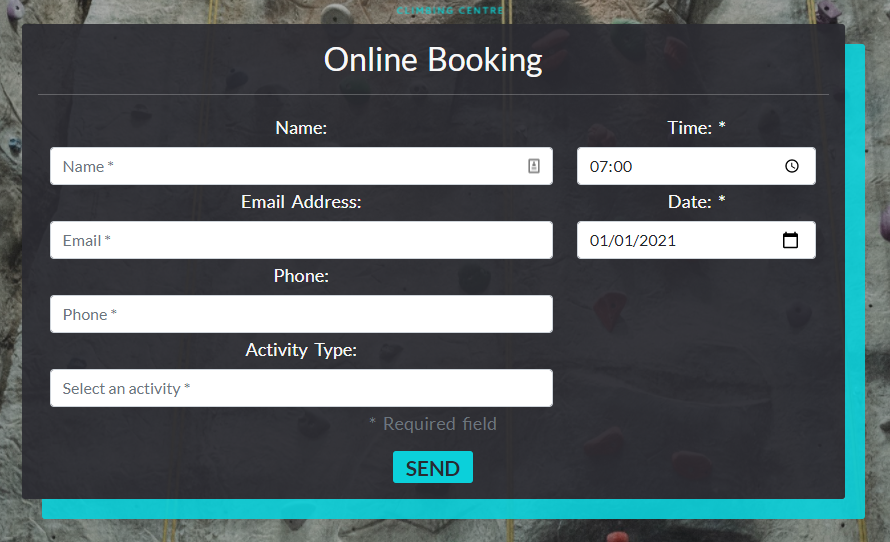 CLIMBING CENTRE
Online Booking
Name:
Name *
Time: *
07:00
Email Address:
Email *
Date: *
01/01/2021
Phone:
Phone *
Activity Type:
Select an activity *
* Required field
SEND